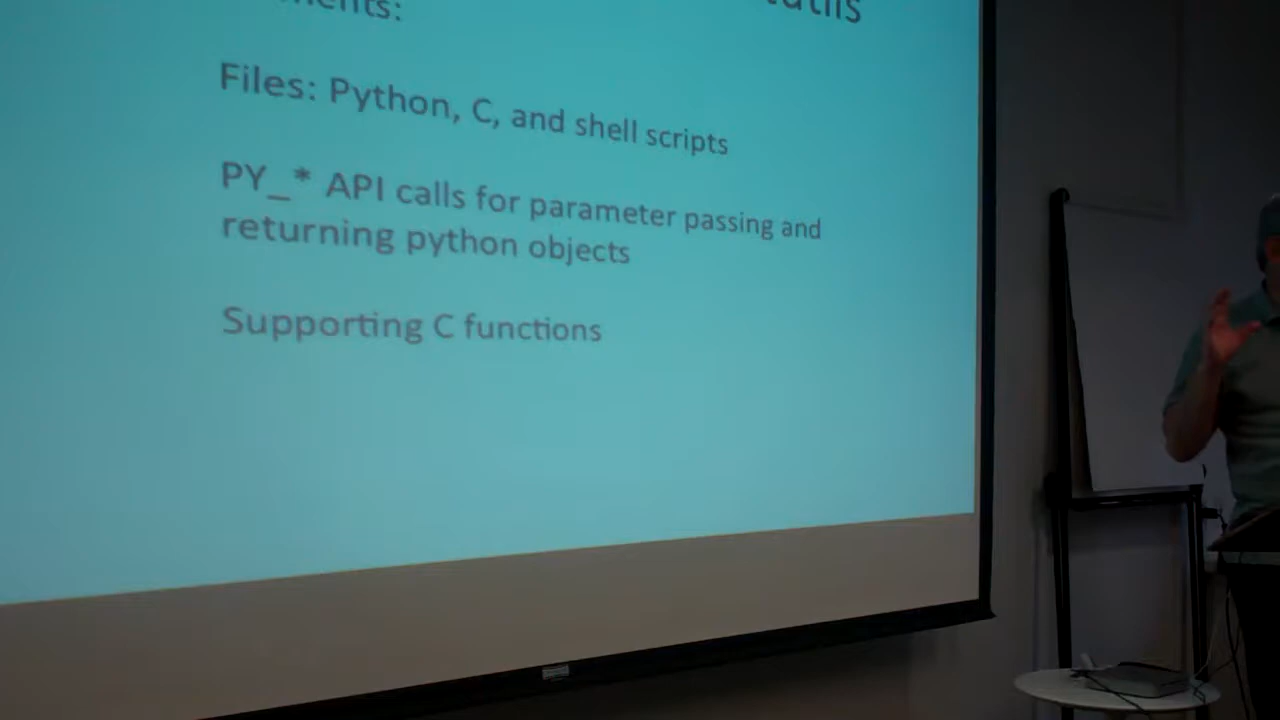 Files: Python, C, and shell scripts
PY_* API calls for parameter passing and
returning python objects
Supporting C functions